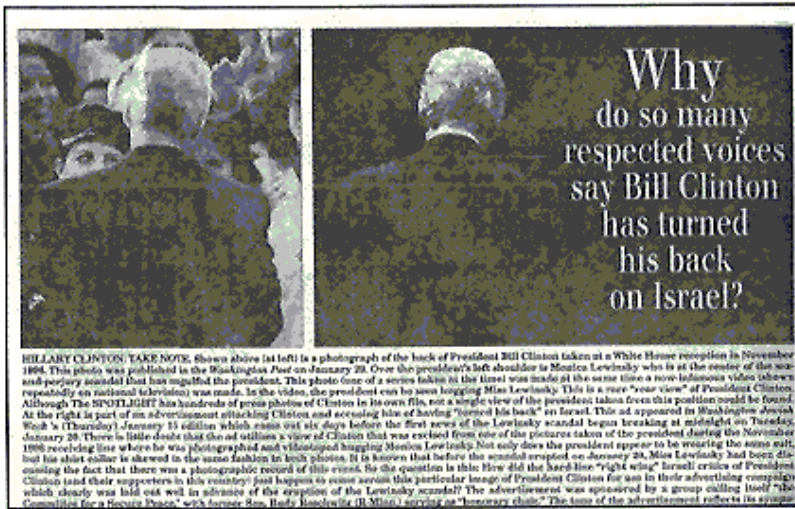 Why
do so many
respected voices
say Bill Clinton
has turned
his back
on Israel?
HILLARY CLINTON, TAKE NOTE. Shown above (at left) is a photograph of the back of President Bill Clinton taken at a White House reception in November
1996. This photo was published in the Washington Post on January 29. Over the president's left shoulder is Monica Lewinsky who is at the center of the sex-
and-perjury scandal that has engulfed the president. This photo (one of a series taken at the time) was made at the same time a now-infamous video (shown
repeatedly on national television) was made. In the video, the president can be seen hugging Miss Lewinsky. This is a rare "rear view" of President Clinton.
Although The SPOTLIGHT has hundreds of press photos of Clinton in its own files, not a single view of the president taken from this position could be found.
At the right is part of an advertisement attacking Clinton and accusing him of having "turned his back" on Israel. This ad appeared in Washington Jewish
Week's (Thursday) January 15 edition which came out six days before the first news of the Lewinsky scandal began breaking at midnight on Tuesday,
January 20. There is little doubt that the ad utilizes a view of Clinton that was excised from one of the pictures taken of the president during the November
1996 receiving line where he was photographed and videotaped hugging Monica Lewinsky. Not only does the president appear to be wearing the same suit,
but his shirt collar is skewed in the same fashion in both photos. It is known that before the scandal erupted on January 20, Miss Lewinsky had been
the fact that there was a photographic record of this event. So the question is this: How did the hard-line "right wing" Israeli critics of President
Clinton (and their supporters in this country) just happen to come across this particular image of President Clinton for use in their advertising campaign
which clearly was laid out well in advance of the eruption of the Lewinsky scandal? The advertisement was sponsored by a group calling itself "the
Committee for a Secure Peace," with former Sen. Rudy Boschwitz (R-Minn.) serving as "honorary chair." The tone of the advertisement reflects its